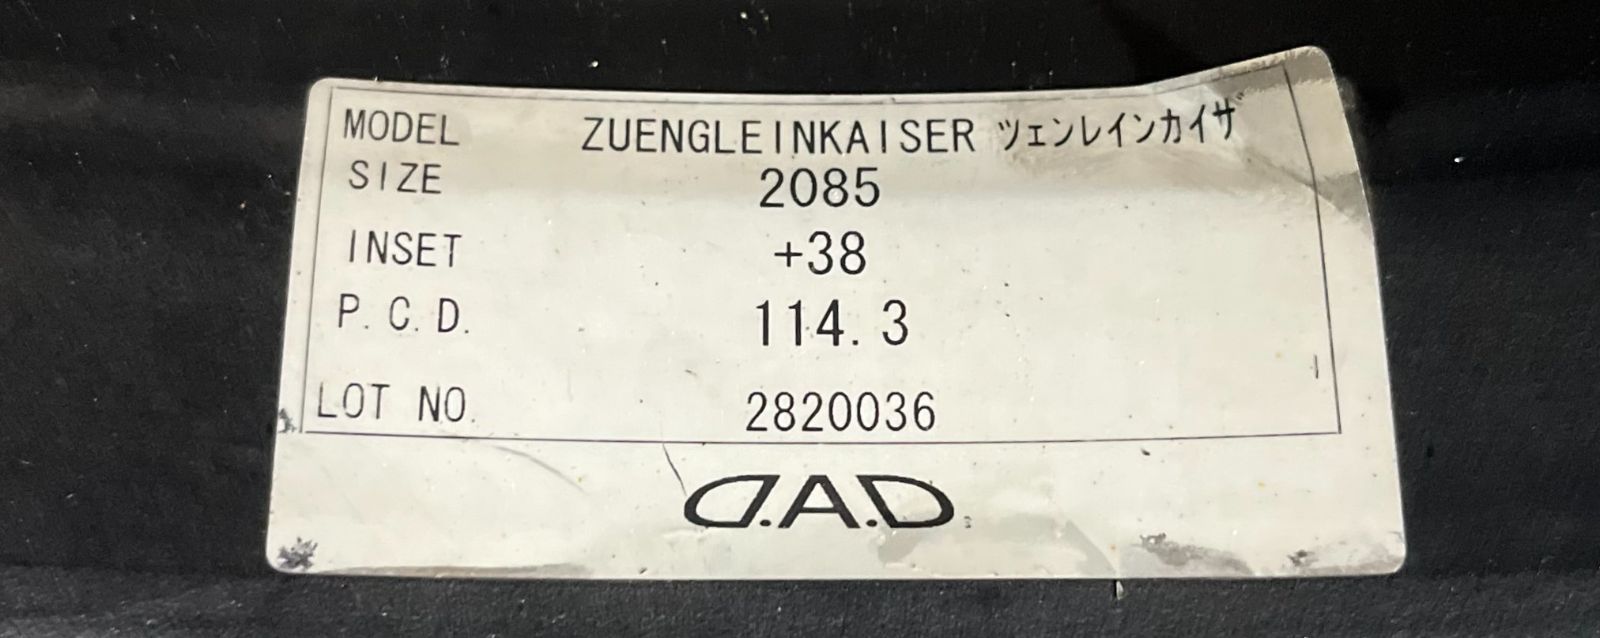 MODEL ZUENGLEINKAISER ツェンレインカイザ
SIZE 2085
INSET +38
P.C.D. 114.3
LOT NO. 2820036
D.A.D